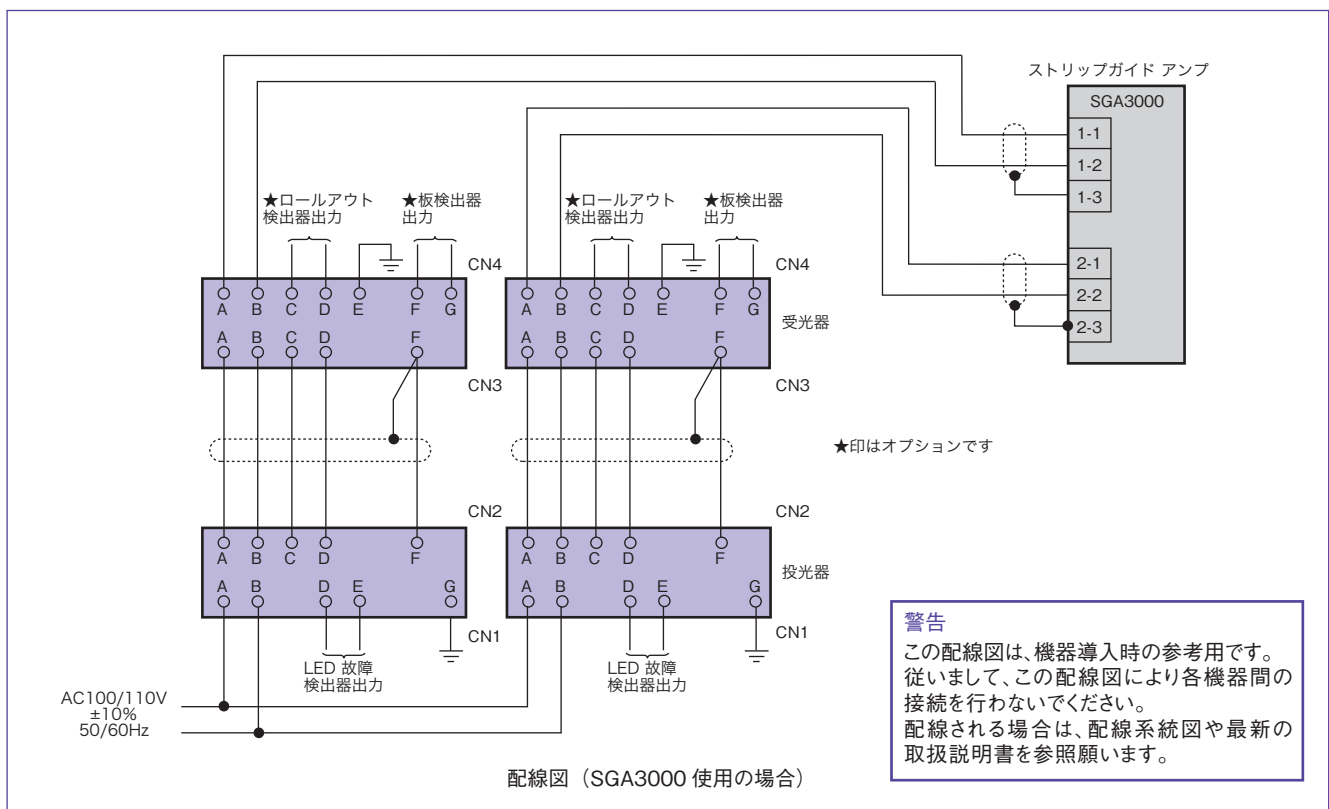 ストリップガイド アンプ
SGA3000
1-1
1-2
1-3
2-1
2-2
2-3
★ロールアウト
検出器出力
★板検出器
出力
★ロールアウト
検出器出力
★板検出器
出力
CN4
CN4
A B C D E F G
A B C D F
A B C D E F G
A B C D F
受光器
CN3
CN3
★印はオプションです
CN2
CN2
A B C D F
A B D E G
A B C D F
A B D E G
投光器
CN1
CN1
LED 故障
検出器出力
LED 故障
検出器出力
AC100/110V
±10%
50/60Hz
警告
この配線図は、機器導入時の参考用です。
従いまして、この配線図により各機器間の
接続を行わないでください。
配線される場合は、配線系統図や最新の
取扱説明書を参照願います。
配線図（SGA3000 使用の場合）